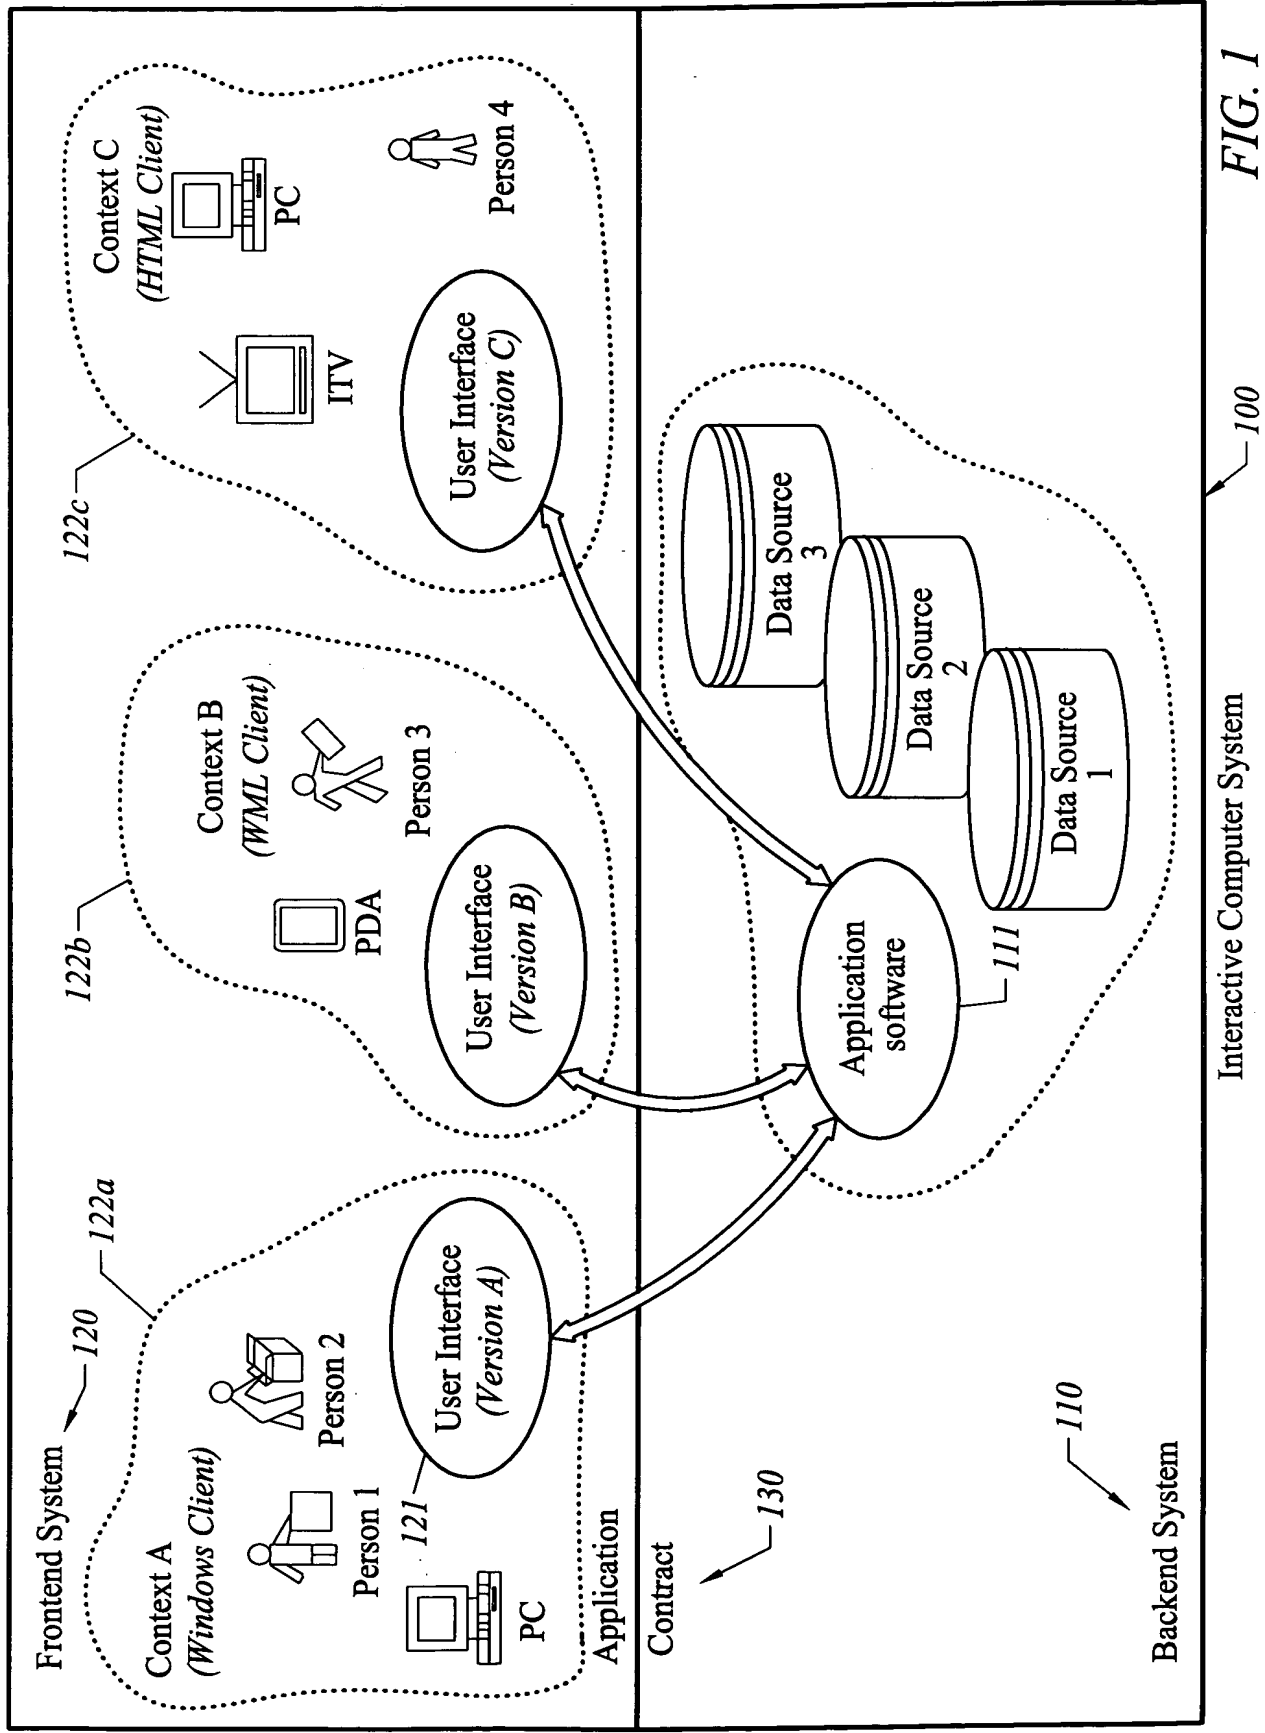 Frontend System
120
122a
Context A
(Windows Client)
Person 1
Person 2
PC
121
User Interface
(Version A)
122b
Context B
(WML Client)
PDA
Person 3
User Interface
(Version B)
122c
Context C
(HTML Client)
ITV
PC
Person 4
User Interface
(Version C)
Application
Contract
130
Application
software
111
Data Source
1
Data Source
2
Data Source
3
110
Backend System
Interactive Computer System
100
FIG. 1